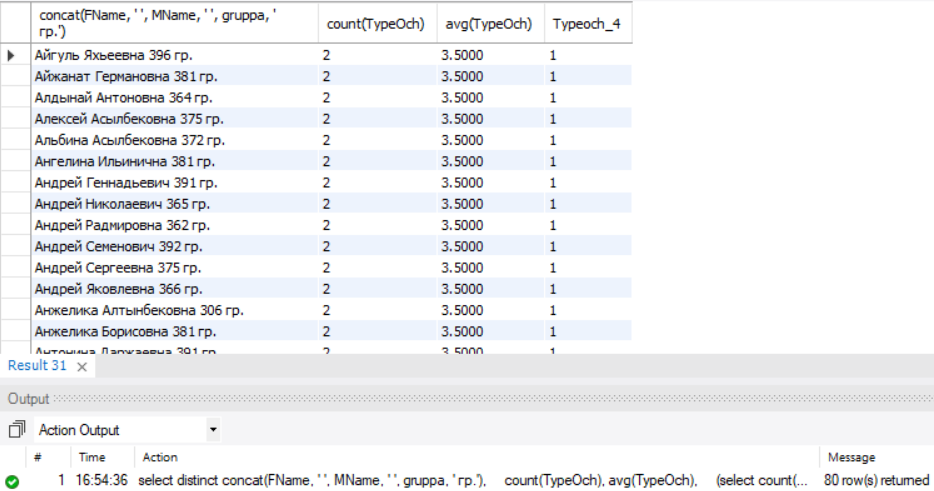 concat(FName, ' ', MName, ' ', gruppa, ' гр.') count(TypeOch) avg(TypeOch) Typeoch_4
Айгуль Яхьеевна 396 гр. 2 3.5000 1
Айжанат Германовна 381 гр. 2 3.5000 1
Алдынай Антоновна 364 гр. 2 3.5000 1
Алексей Асылбековна 375 гр. 2 3.5000 1
Альбина Асылбековна 372 гр. 2 3.5000 1
Ангелина Ильинична 381 гр. 2 3.5000 1
Андрей Геннадьевич 391 гр. 2 3.5000 1
Андрей Николаевич 365 гр. 2 3.5000 1
Андрей Радмировна 362 гр. 2 3.5000 1
Андрей Семенович 392 гр. 2 3.5000 1
Андрей Сергеевна 375 гр. 2 3.5000 1
Андрей Яковлевна 366 гр. 2 3.5000 1
Анжелика Алтынбековна 306 гр. 2 3.5000 1
Анжелика Борисовна 381 гр. 2 3.5000 1
Антонина Даржаевна 391 гр. 2 3.5000 1
Result 31
Output
Action Output
# Time Action Message
1 16:54:36 select distinct concat(FName, ' ', MName, ' ', gruppa, ' гр.'), count(TypeOch), avg(TypeOch), (select count(... 80 row(s) returned